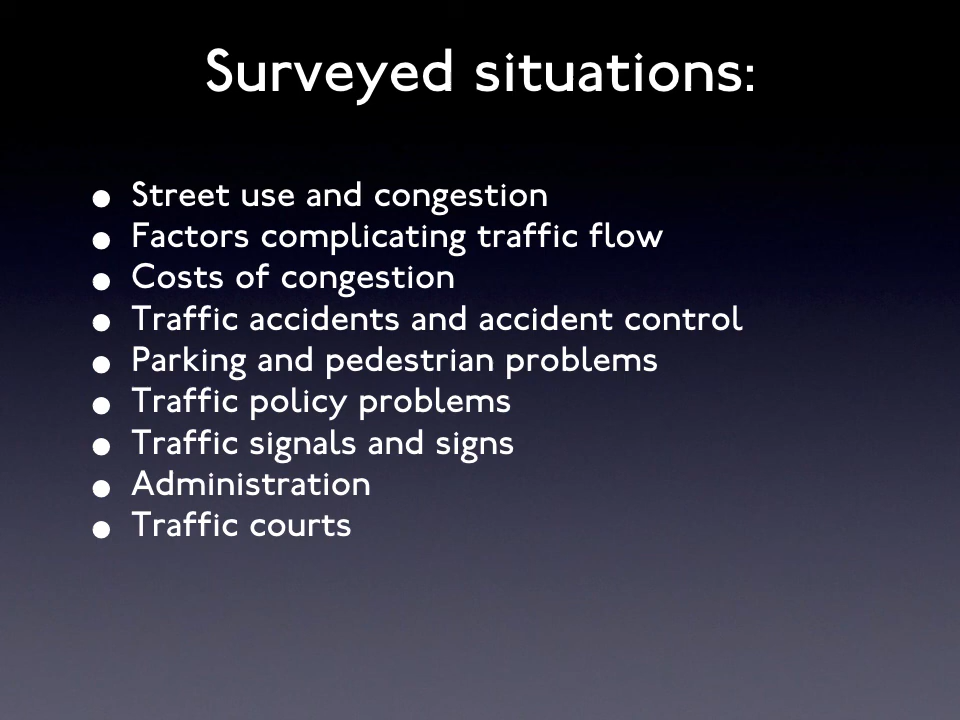 Surveyed situations:
• Street use and congestion
• Factors complicating traffic flow
• Costs of congestion
• Traffic accidents and accident control
• Parking and pedestrian problems
• Traffic policy problems
• Traffic signals and signs
• Administration
• Traffic courts